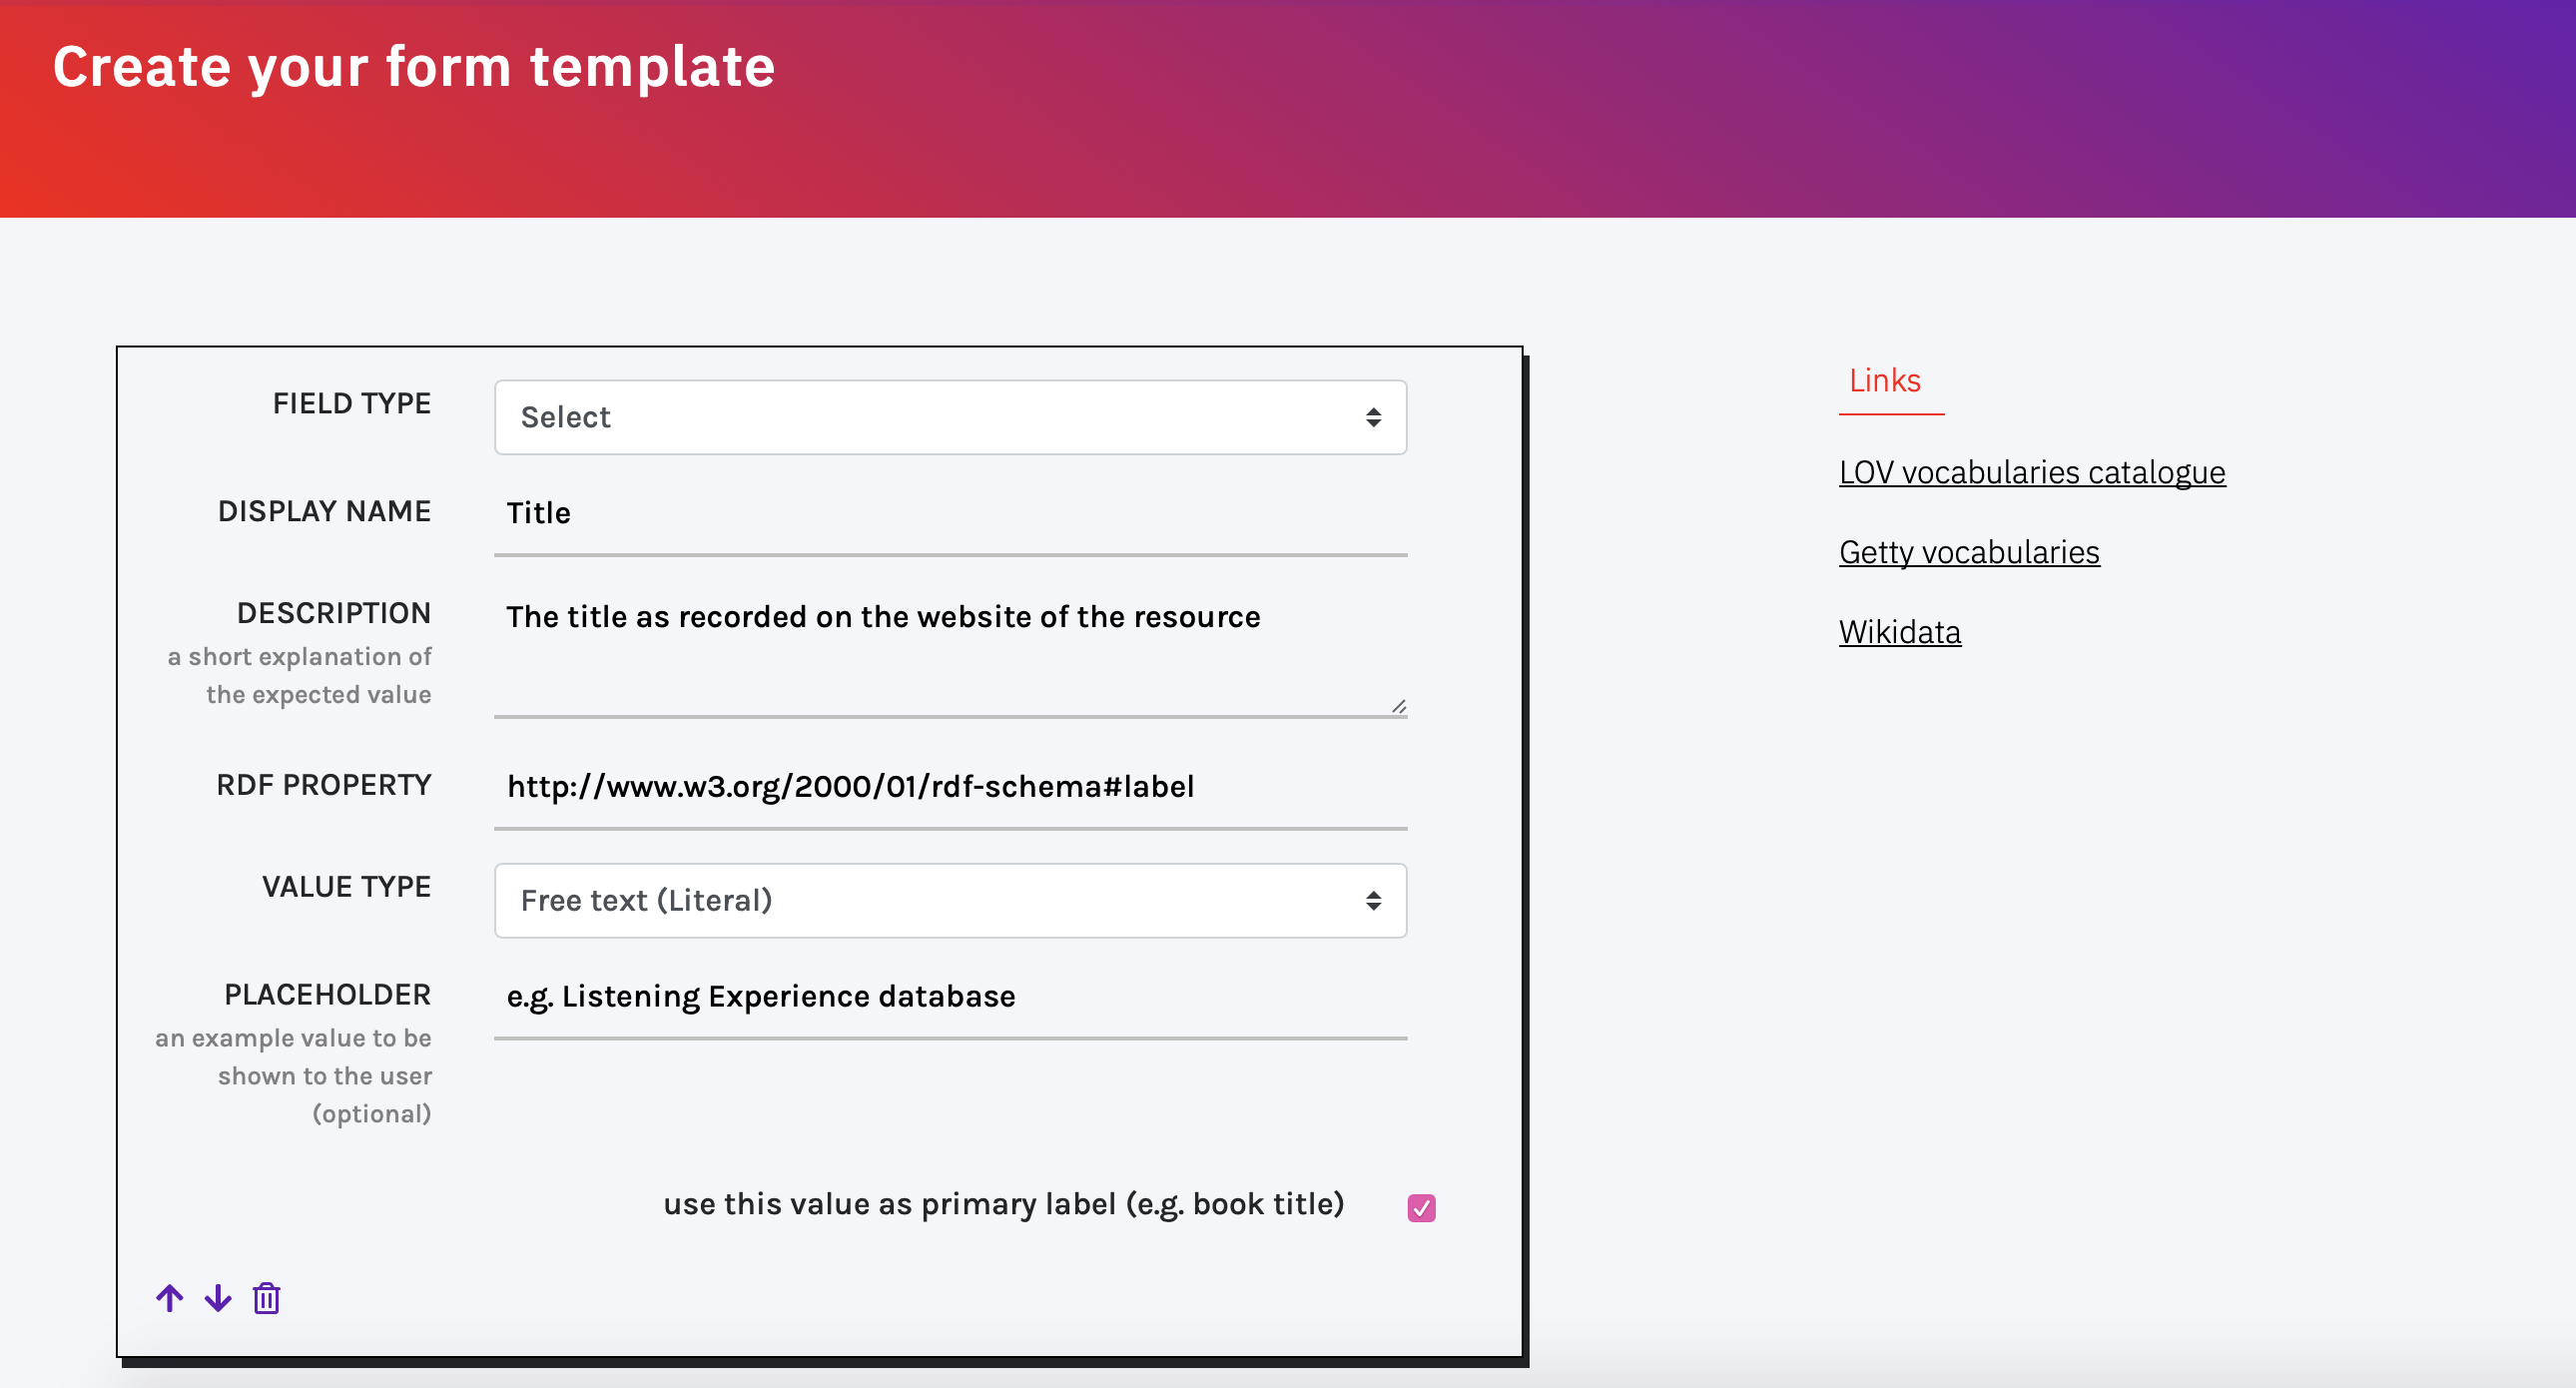 Create your form template
FIELD TYPE
Select
DISPLAY NAME
Title
DESCRIPTION
a short explanation of
the expected value
The title as recorded on the website of the resource
RDF PROPERTY
http://www.w3.org/2000/01/rdf-schema#label
VALUE TYPE
Free text (Literal)
PLACEHOLDER
an example value to be
shown to the user
(optional)
e.g. Listening Experience database
use this value as primary label (e.g. book title)
Links
LOV vocabularies catalogue
Getty vocabularies
Wikidata